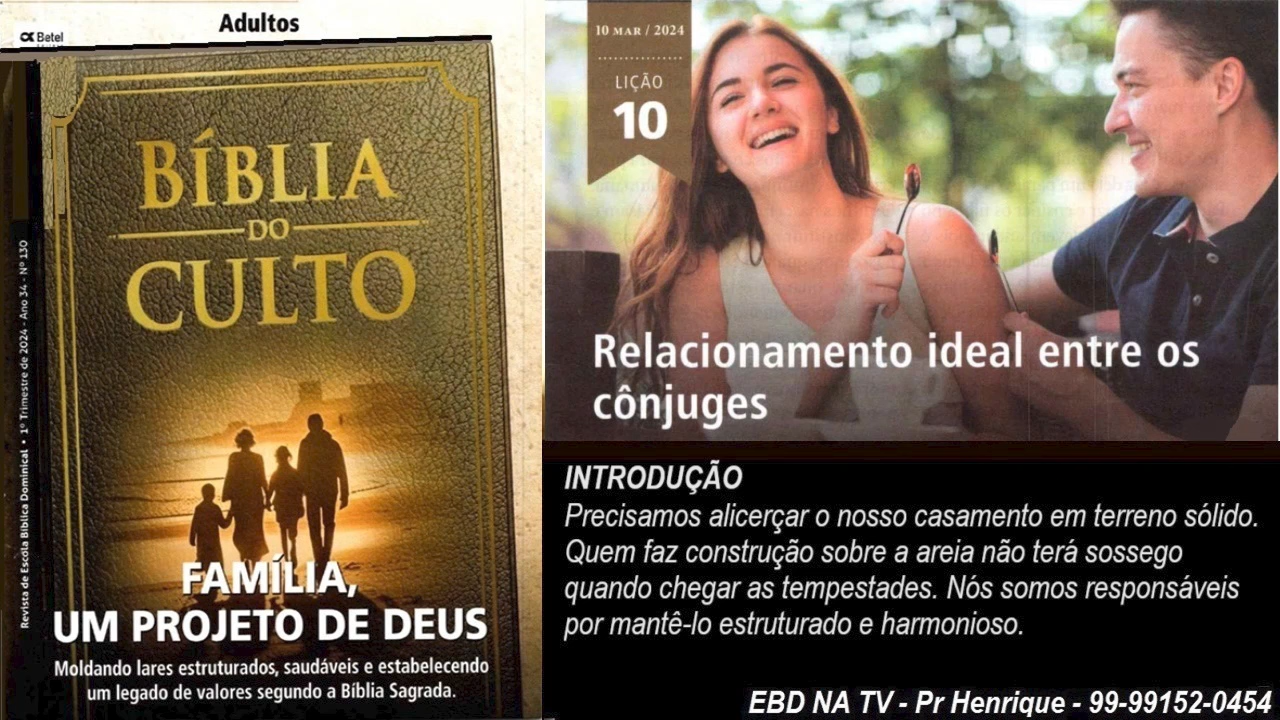 Adultos
Betel
BÍBLIA
DO
CULTO
Revista de Escola Bíblica Dominical • 1º Trimestre de 2024 - Ano 34 - Nº 130
FAMÍLIA,
UM PROJETO DE DEUS
Moldando lares estruturados, saudáveis e estabelecendo
um legado de valores segundo a Bíblia Sagrada.
10 MAR / 2024
LIÇÃO
10
Relacionamento ideal entre os
cônjuges
INTRODUÇÃO
Precisamos alicerçar o nosso casamento em terreno sólido.
Quem faz construção sobre a areia não terá sossego
quando chegar as tempestades. Nós somos responsáveis
por mantê-lo estruturado e harmonioso.
EBD NA TV - Pr Henrique - 99-99152-0454